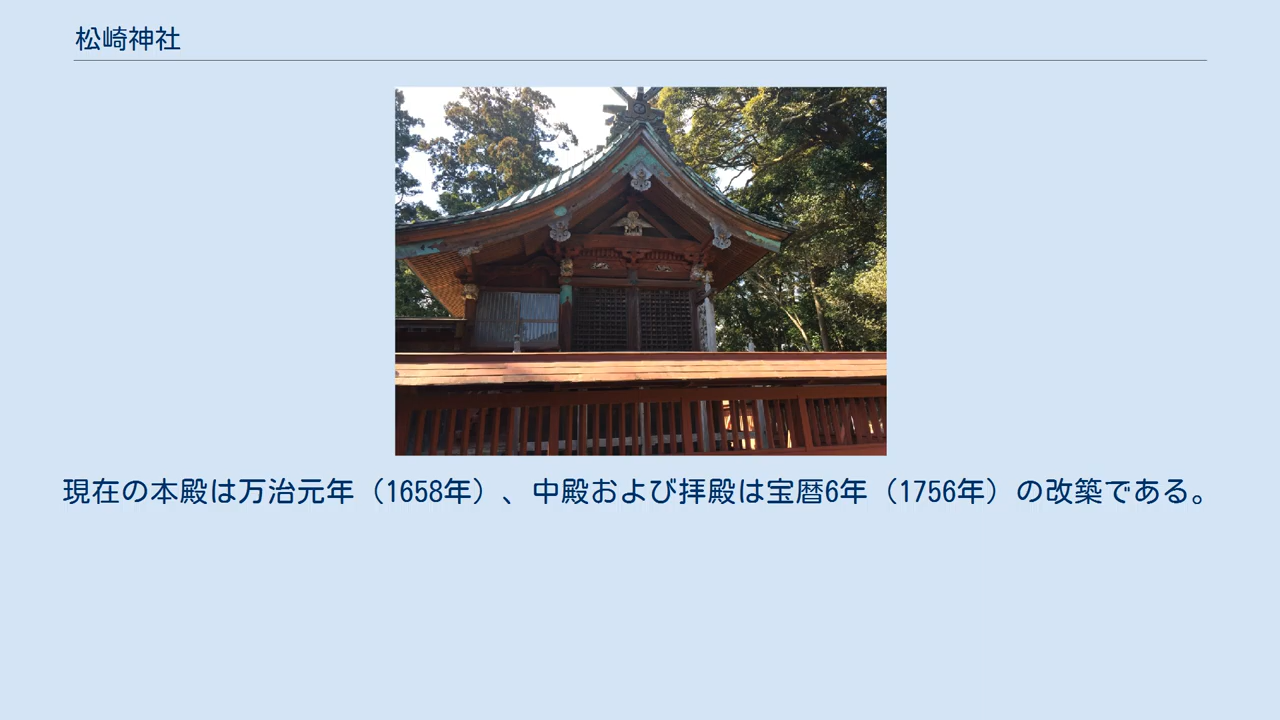 松崎神社
現在の本殿は万治元年（1658年）、中殿および拝殿は宝暦6年（1756年）の改築である。